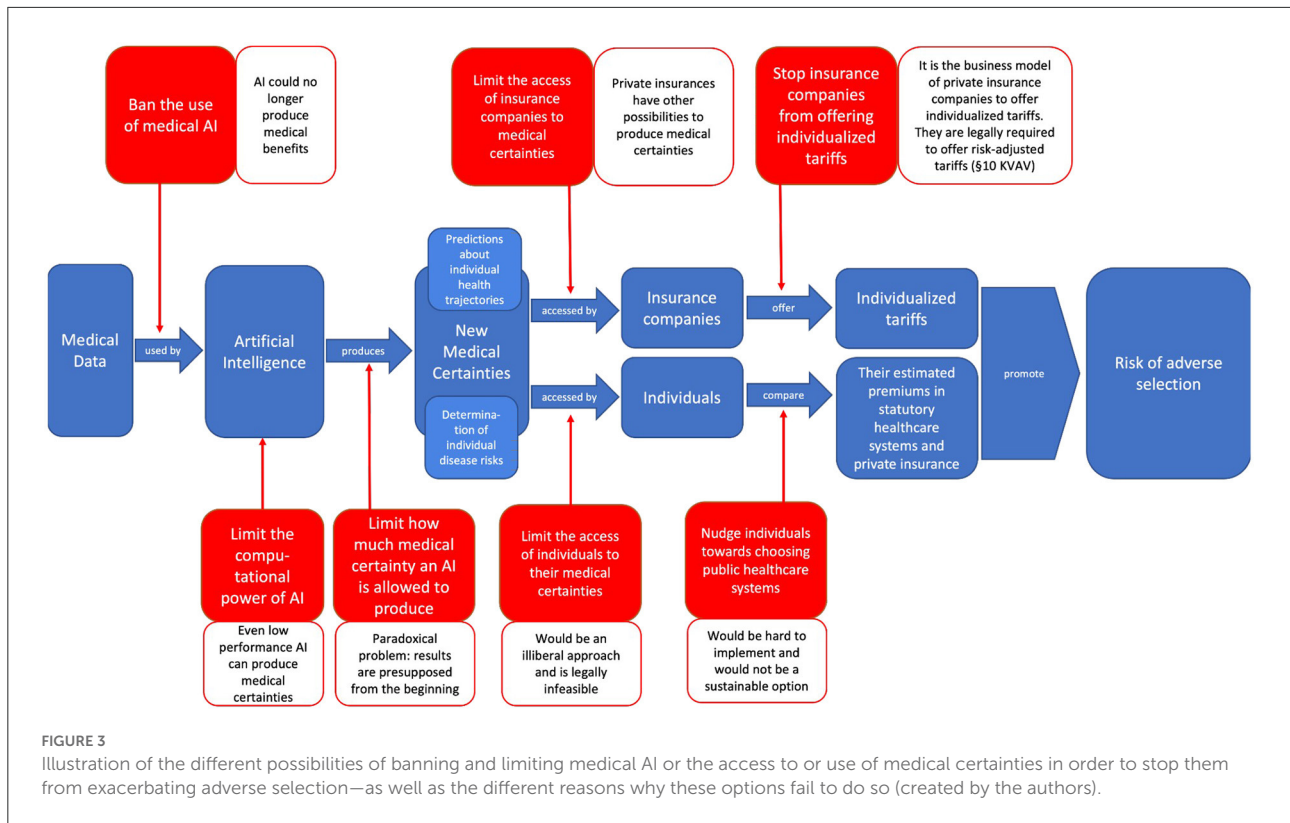 Ban the use
of medical AI
AI could no
longer
produce
medical
benefits
Limit the access
of insurance
companies to
medical
certainties
Private insurances
have other
possibilities to
produce medical
certainties
Stop insurance
companies
from offering
individualized
tariffs
It is the business
model of private
insurance
companies to offer
individualized tariffs.
They are legally required
to offer risk-adjusted
tariffs (§10 KVAV)
Medical
Data
used by
Artificial
Intelligence
produces
Predictions
about
individual
health
trajectories
New
Medical
Certainties
Determina-
tion of
individual
disease risks
accessed by
Insurance
companies
offer
Individualized
tariffs
accessed by
Individuals
compare
Their estimated
premiums in
statutory
healthcare
systems and
private insurance
promote
Risk of adverse
selection
Limit the
compu-
tational
power of AI
Even low
performance AI
can produce
medical
certainties
Limit how
much medical
certainty an AI
is allowed to
produce
Paradoxical
problem: results
are presupposed
from the beginning
Limit the access
of individuals to
their medical
certainties
Would be an
illiberal approach
and is legally
infeasible
Nudge individuals
towards choosing
public healthcare
systems
Would be hard to
implement and
would not be a
sustainable option
FIGURE 3
Illustration of the different possibilities of banning and limiting medical AI or the access to or use of medical certainties in order to stop them
from exacerbating adverse selection—as well as the different reasons why these options fail to do so (created by the authors).